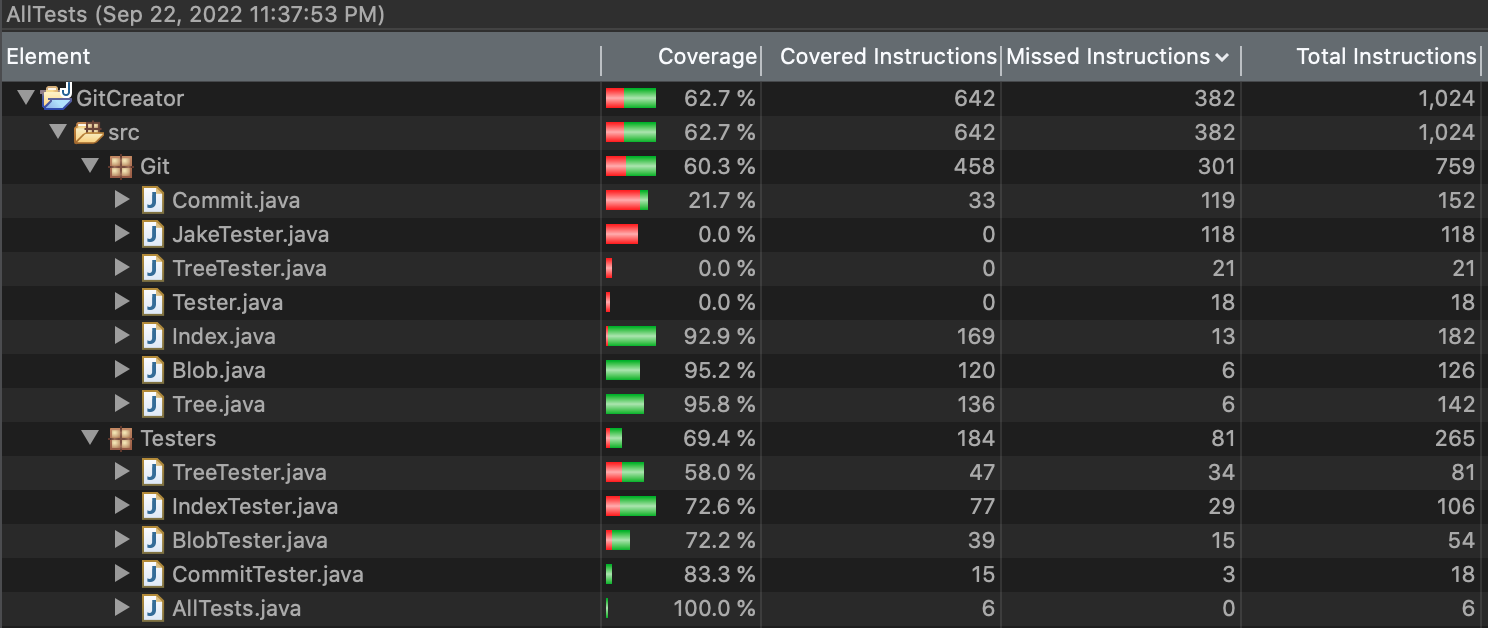 AllTests (Sep 22, 2022 11:37:53 PM)
Element Coverage Covered Instructions Missed Instructions Total Instructions
GitCreator 62.7 % 642 382 1,024
src 62.7 % 642 382 1,024
Git 60.3 % 458 301 759
Commit.java 21.7 % 33 119 152
JakeTester.java 0.0 % 0 118 118
TreeTester.java 0.0 % 0 21 21
Tester.java 0.0 % 0 18 18
Index.java 92.9 % 169 13 182
Blob.java 95.2 % 120 6 126
Tree.java 95.8 % 136 6 142
Testers 69.4 % 184 81 265
TreeTester.java 58.0 % 47 34 81
IndexTester.java 72.6 % 77 29 106
BlobTester.java 72.2 % 39 15 54
CommitTester.java 83.3 % 15 3 18
AllTests.java 100.0 % 6 0 6